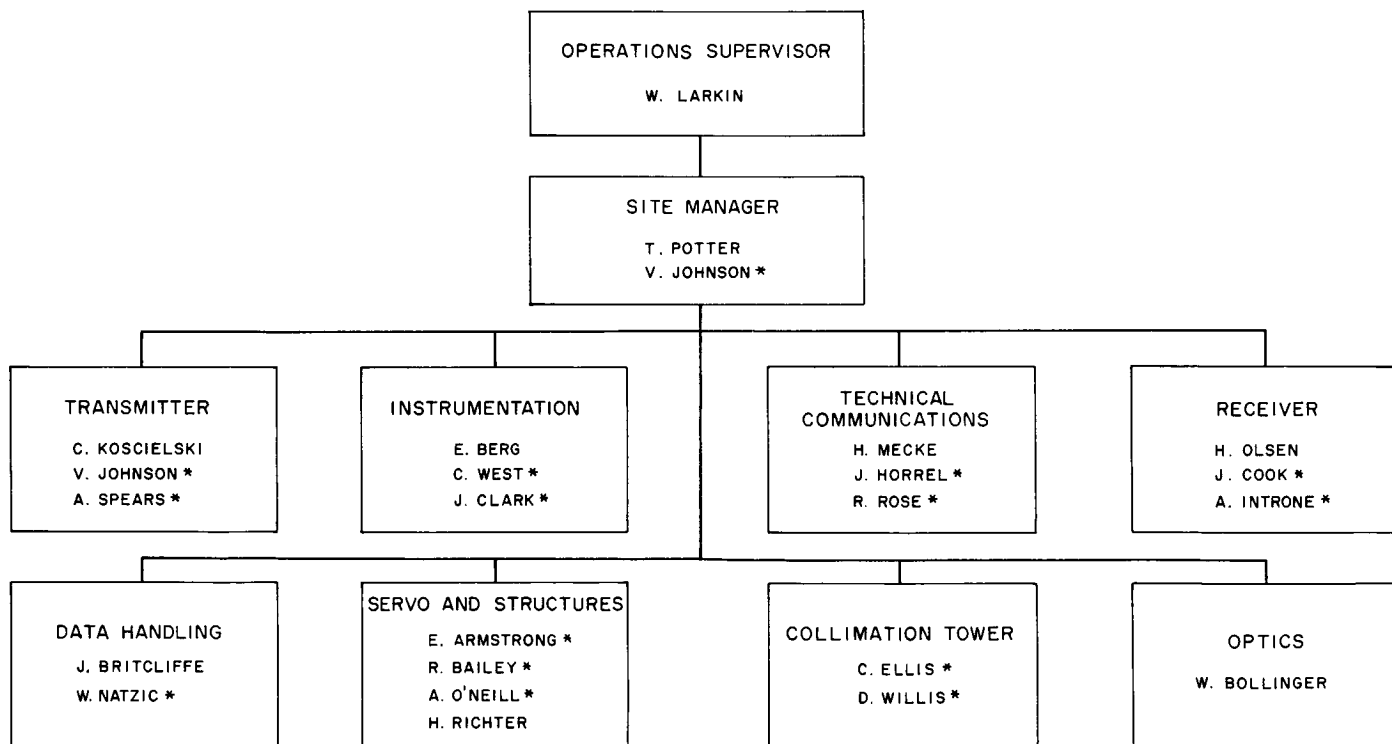 OPERATIONS SUPERVISOR
W. LARKIN
SITE MANAGER
T. POTTER
V. JOHNSON *
TRANSMITTER
C. KOSCIELSKI
V. JOHNSON *
A. SPEARS *
INSTRUMENTATION
E. BERG
C. WEST *
J. CLARK *
TECHNICAL
COMMUNICATIONS
H. MECKE
J. HORREL *
R. ROSE *
RECEIVER
H. OLSEN
J. COOK *
A. INTRONE *
DATA HANDLING
J. BRITCLIFFE
W. NATZIC *
SERVO AND STRUCTURES
E. ARMSTRONG *
R. BAILEY *
A. O'NEILL *
H. RICHTER
COLLIMATION TOWER
C. ELLIS *
D. WILLIS *
OPTICS
W. BOLLINGER